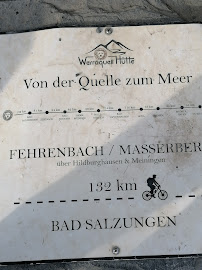 Werraquell Hütte
Von der Quelle zum Meer
FEHRENBACH / MASSERBER
über Hildburghausen & Meiningen
132 km
BAD SALZUNGEN